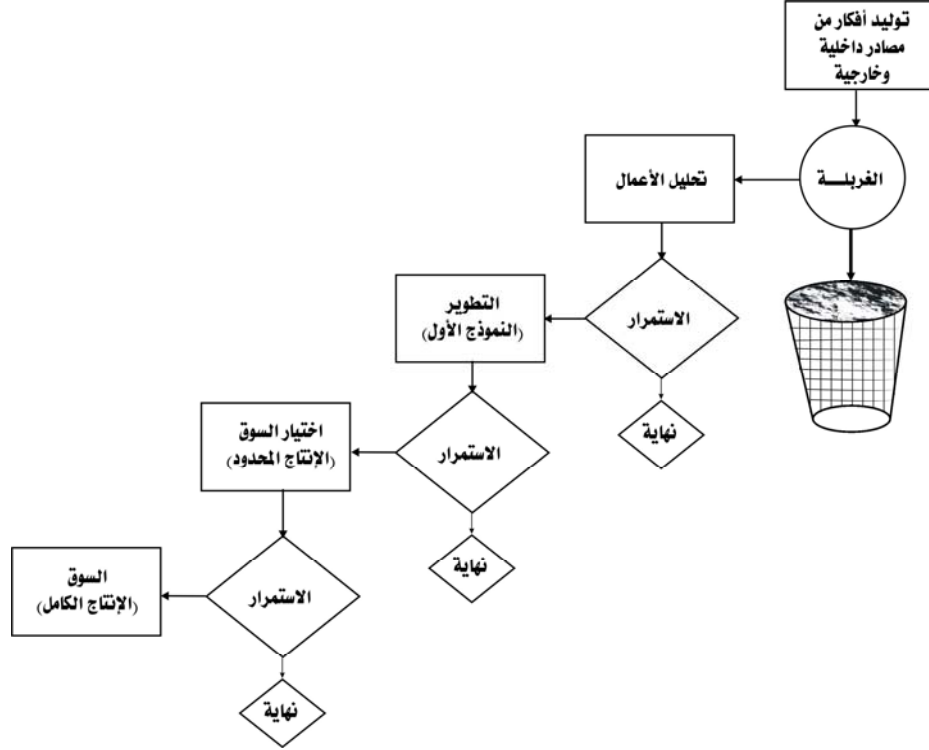 توليد أفكار من
مصادر داخلية
وخارجية
الغربلـــة
تحليل الأعمال
الاستمرار
نهاية
التطوير
(النموذج الأول)
الاستمرار
نهاية
اختيار السوق
(الإنتاج المحدود)
الاستمرار
نهاية
السوق
(الإنتاج الكامل)